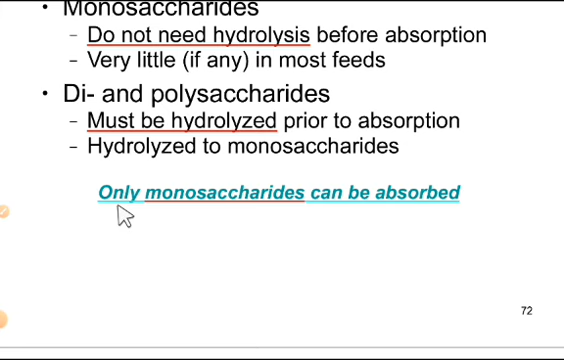 • Monosaccharides
– Do not need hydrolysis before absorption
– Very little (if any) in most feeds
• Di- and polysaccharides
– Must be hydrolyzed prior to absorption
– Hydrolyzed to monosaccharides
Only monosaccharides can be absorbed
72